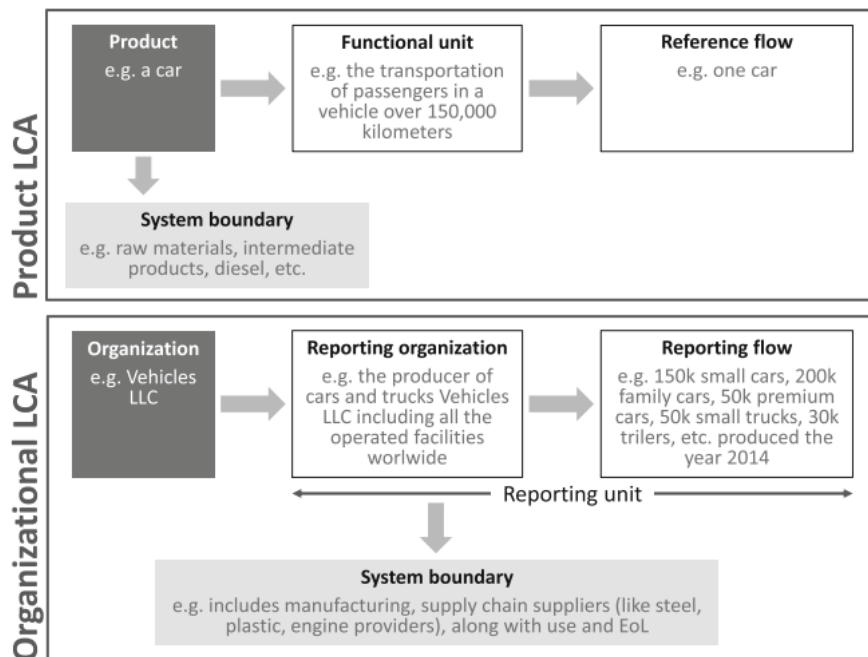 Product LCA
Product
e.g. a car
Functional unit
e.g. the transportation
of passengers in a
vehicle over 150,000
kilometers
Reference flow
e.g. one car
System boundary
e.g. raw materials, intermediate
products, diesel, etc.
Organizational LCA
Organization
e.g. Vehicles
LLC
Reporting organization
e.g. the producer of
cars and trucks Vehicles
LLC including all the
operated facilities
worlwide
Reporting flow
e.g. 150k small cars, 200k
family cars, 50k premium
cars, 50k small trucks, 30k
trilers, etc. produced the
year 2014
Reporting unit
System boundary
e.g. includes manufacturing, supply chain suppliers (like steel,
plastic, engine providers), along with use and EoL